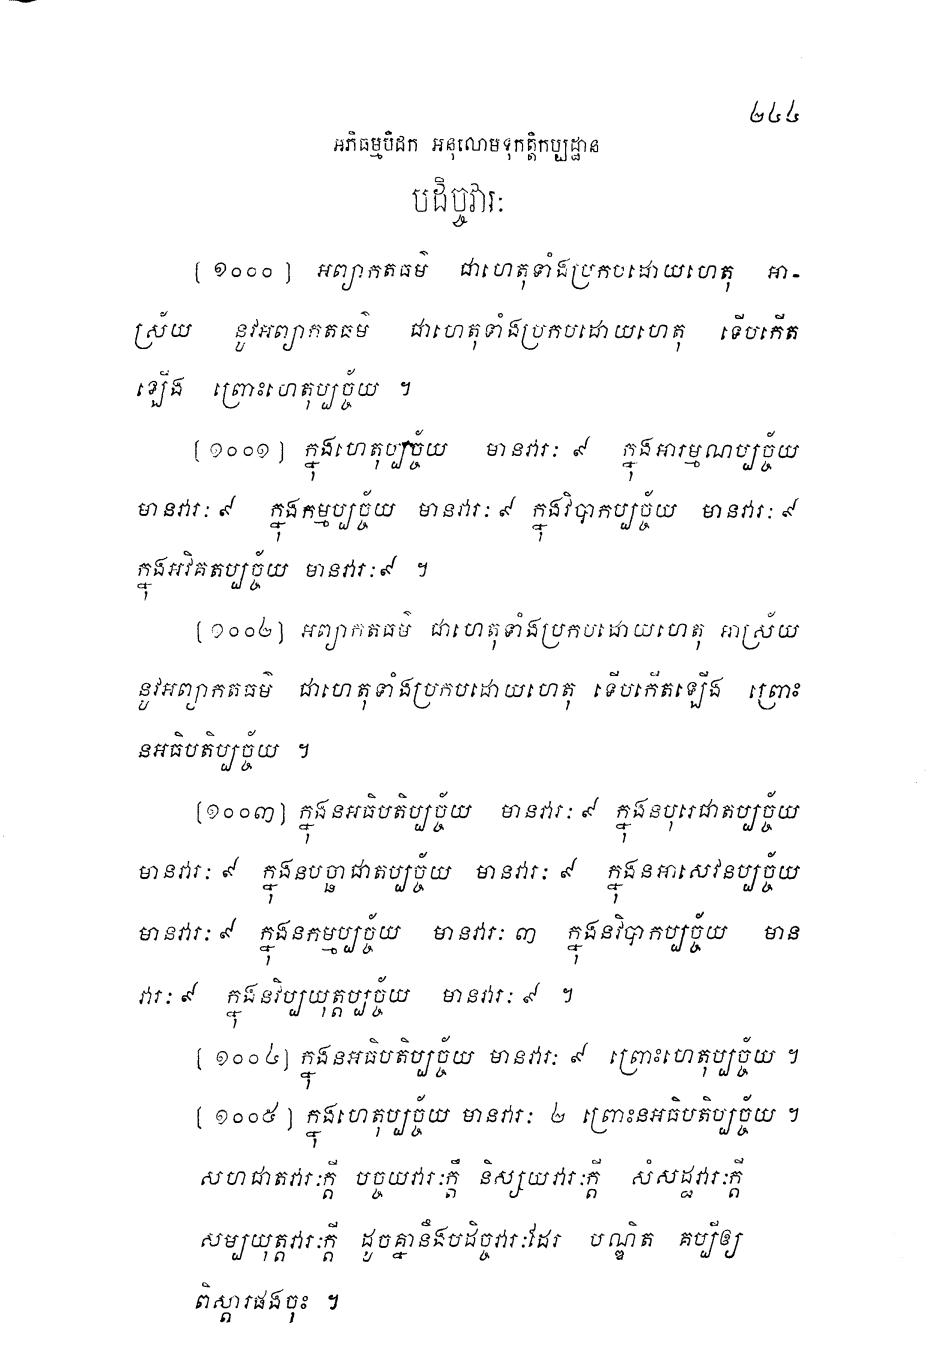 ២៤៤
អភិធម្មបិដក អនុលោមទុកត្តិកប្បដ្ឋាន
បដិច្ចវារៈ
(១០០០) អព្យាកតធម៌ ជាហេតុទាំងប្រកបដោយហេតុ អា-
ស្រ័យ នូវអព្យាកតធម៌ ជាហេតុទាំងប្រកបដោយហេតុ ទើបកើត
ឡើង ព្រោះហេតុប្បច្ច័យ ។
(១០០១) ក្នុងហេតុប្បច្ច័យ មានវារៈ ៩ ក្នុងអារម្មណប្បច្ច័យ
មានវារៈ ៩ ក្នុងកម្មប្បច្ច័យ មានវារៈ ៩ ក្នុងវិបាកប្បច្ច័យ មានវារៈ ៩
ក្នុងអវិគតប្បច្ច័យ មានវារៈ ៩ ។
(១០០២) អព្យាកតធម៌ ជាហេតុទាំងប្រកបដោយហេតុ អាស្រ័យ
នូវអព្យាកតធម៌ ជាហេតុទាំងប្រកបដោយហេតុ ទើបកើតឡើង ព្រោះ
នអធិបតិប្បច្ច័យ ។
(១០០៣) ក្នុងនអធិបតិប្បច្ច័យ មានវារៈ ៩ ក្នុងនបុរេជាតប្បច្ច័យ
មានវារៈ ៩ ក្នុងនបច្ឆាជាតប្បច្ច័យ មានវារៈ ៩ ក្នុងនអាសេវនប្បច្ច័យ
មានវារៈ ៩ ក្នុងនកម្មប្បច្ច័យ មានវារៈ ៣ ក្នុងនវិបាកប្បច្ច័យ មាន
វារៈ ៩ ក្នុងនវិប្បយុត្តប្បច្ច័យ មានវារៈ ៩ ។
(១០០៤) ក្នុងនអធិបតិប្បច្ច័យ មានវារៈ ៩ ព្រោះហេតុប្បច្ច័យ ។
(១០០៥) ក្នុងហេតុប្បច្ច័យ មានវារៈ ២ ព្រោះនអធិបតិប្បច្ច័យ ។
សហជាតវារៈក្តី បច្ចយវារៈក្តី និស្សយវារៈក្តី សំសដ្ឋវារៈក្តី
សម្បយុត្តវារៈក្តី ដូចគ្នានឹងបដិច្ចវារៈដែរ បណ្ឌិត គប្បីឲ្យ
ពិស្តារផងចុះ ។